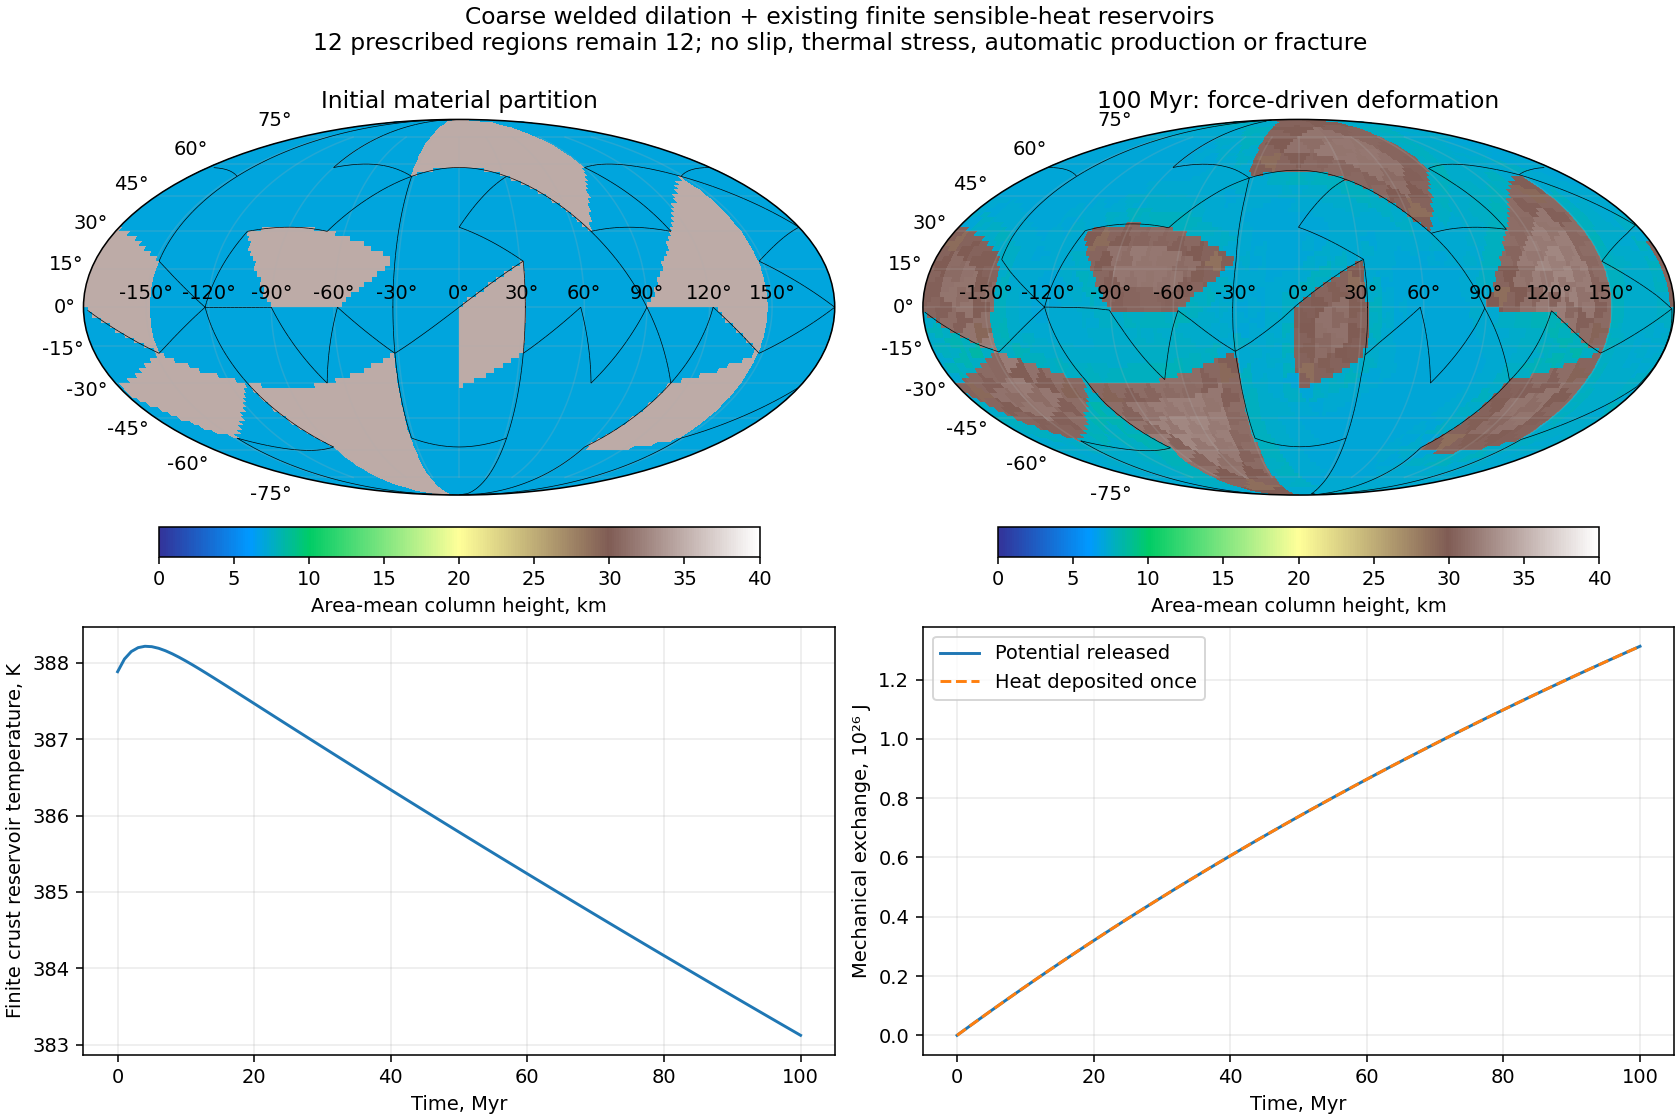 Coarse welded dilation + existing finite sensible-heat reservoirs
12 prescribed regions remain 12; no slip, thermal stress, automatic production or fracture
Initial material partition
75°
60°
45°
30°
15°
0°
-15°
-30°
-45°
-60°
-75°
-150° -120° -90° -60° -30° 0° 30° 60° 90° 120° 150°
0 5 10 15 20 25 30 35 40
Area-mean column height, km
100 Myr: force-driven deformation
75°
60°
45°
30°
15°
0°
-15°
-30°
-45°
-60°
-75°
-150° -120° -90° -60° -30° 0° 30° 60° 90° 120° 150°
0 5 10 15 20 25 30 35 40
Area-mean column height, km
Finite crust reservoir temperature, K
388
387
386
385
384
383
0 20 40 60 80 100
Time, Myr
Mechanical exchange, 10²⁶ J
Potential released
Heat deposited once
1.2
1.0
0.8
0.6
0.4
0.2
0.0
0 20 40 60 80 100
Time, Myr